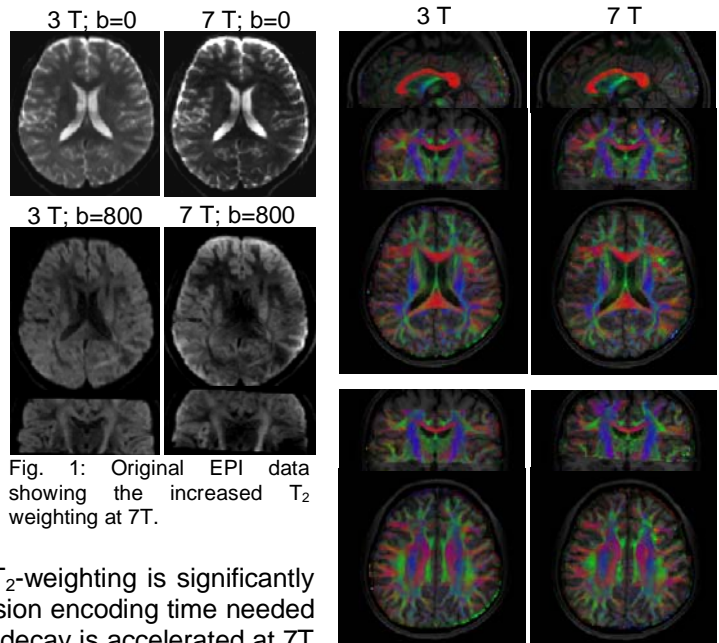 3 T; b=0 7 T; b=0
3 T; b=800 7 T; b=800
Fig. 1: Original EPI data
showing the increased T₂
weighting at 7T.
T₂-weighting is significantly
sion encoding time needed
decay is accelerated at 7T
3 T 7 T